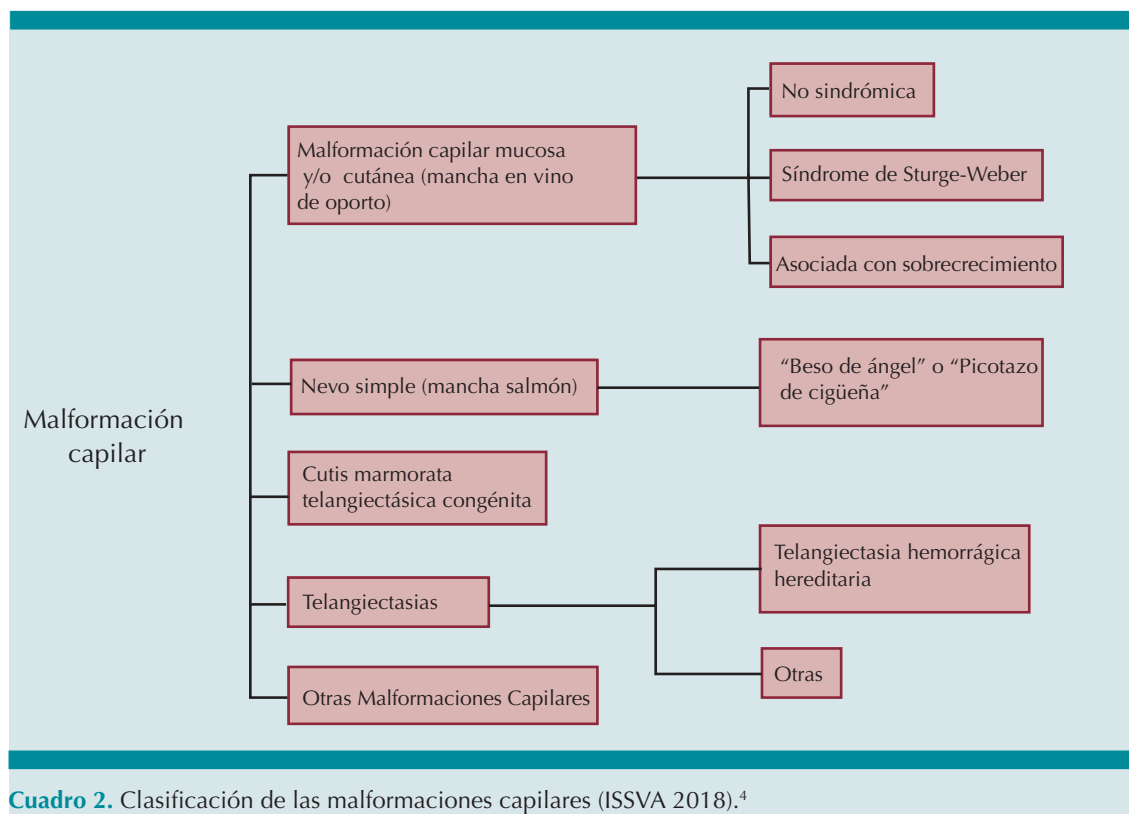 Malformación
capilar
Malformación capilar mucosa
y/o cutánea (mancha en vino
de oporto)
No sindrómica
Síndrome de Sturge-Weber
Asociada con sobrecrecimiento
Nevo simple (mancha salmón)
“Beso de ángel” o “Picotazo
de cigüeña”
Cutis marmorata
telangiectásica congénita
Telangiectasias
Telangiectasia hemorrágica
hereditaria
Otras
Otras Malformaciones Capilares
Cuadro 2. Clasificación de las malformaciones capilares (ISSVA 2018).⁴